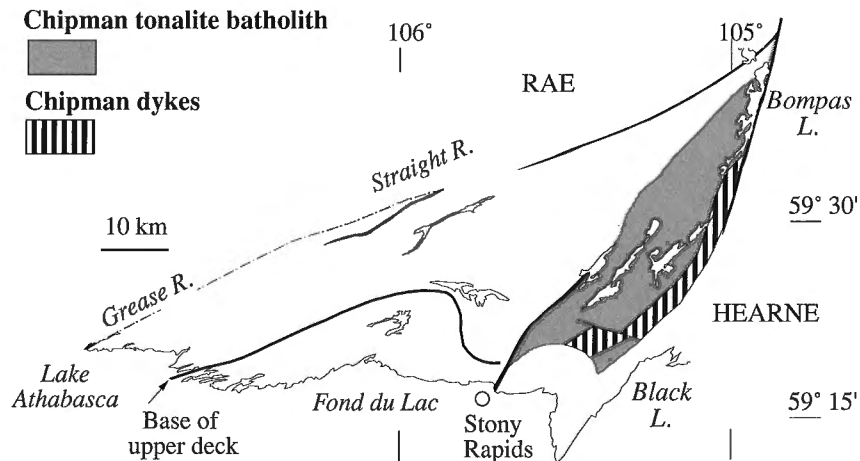 Chipman tonalite batholith
Chipman dykes
106°
105°
RAE
Bompas
L.
Straight R.
59° 30'
10 km
Grease R.
HEARNE
Lake
Athabasca
Base of
upper deck
Fond du Lac
Stony
Rapids
Black
L.
59° 15'